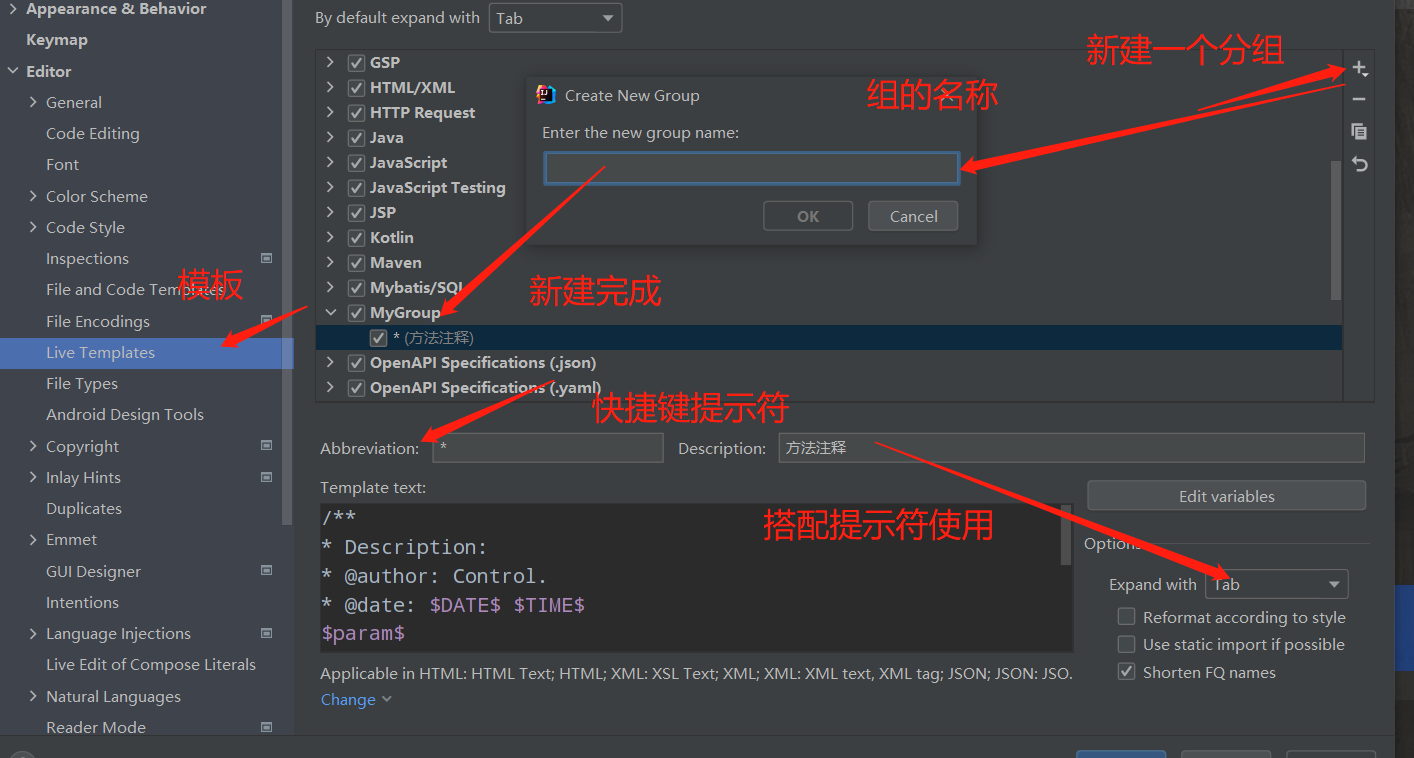 Appearance & Behavior
Keymap
Editor
General
Code Editing
Font
Color Scheme
Code Style
Inspections
File and Code Templates
File Encodings
Live Templates
File Types
Android Design Tools
Copyright
Inlay Hints
Duplicates
Emmet
GUI Designer
Intentions
Language Injections
Live Edit of Compose Literals
Natural Languages
Reader Mode
模板
By default expand with Tab
新建一个分组
GSP
HTML/XML
HTTP Request
Java
JavaScript
JavaScript Testing
JSP
Kotlin
Maven
Mybatis/SQL
MyGroup
* (方法注释)
OpenAPI Specifications (.json)
OpenAPI Specifications (.yaml)
Create New Group
组的名称
Enter the new group name:
OK Cancel
新建完成
快捷键提示符
Abbreviation: * Description: 方法注释
Template text:
/**
* Description:
* @author: Control.
* @date: $DATE$ $TIME$
$param$
搭配提示符使用
Edit variables
Options
Expand with Tab
Reformat according to style
Use static import if possible
Shorten FQ names
Applicable in HTML: HTML Text; HTML; XML: XSL Text; XML; XML: XML text, XML tag; JSON; JSON: JSO.
Change